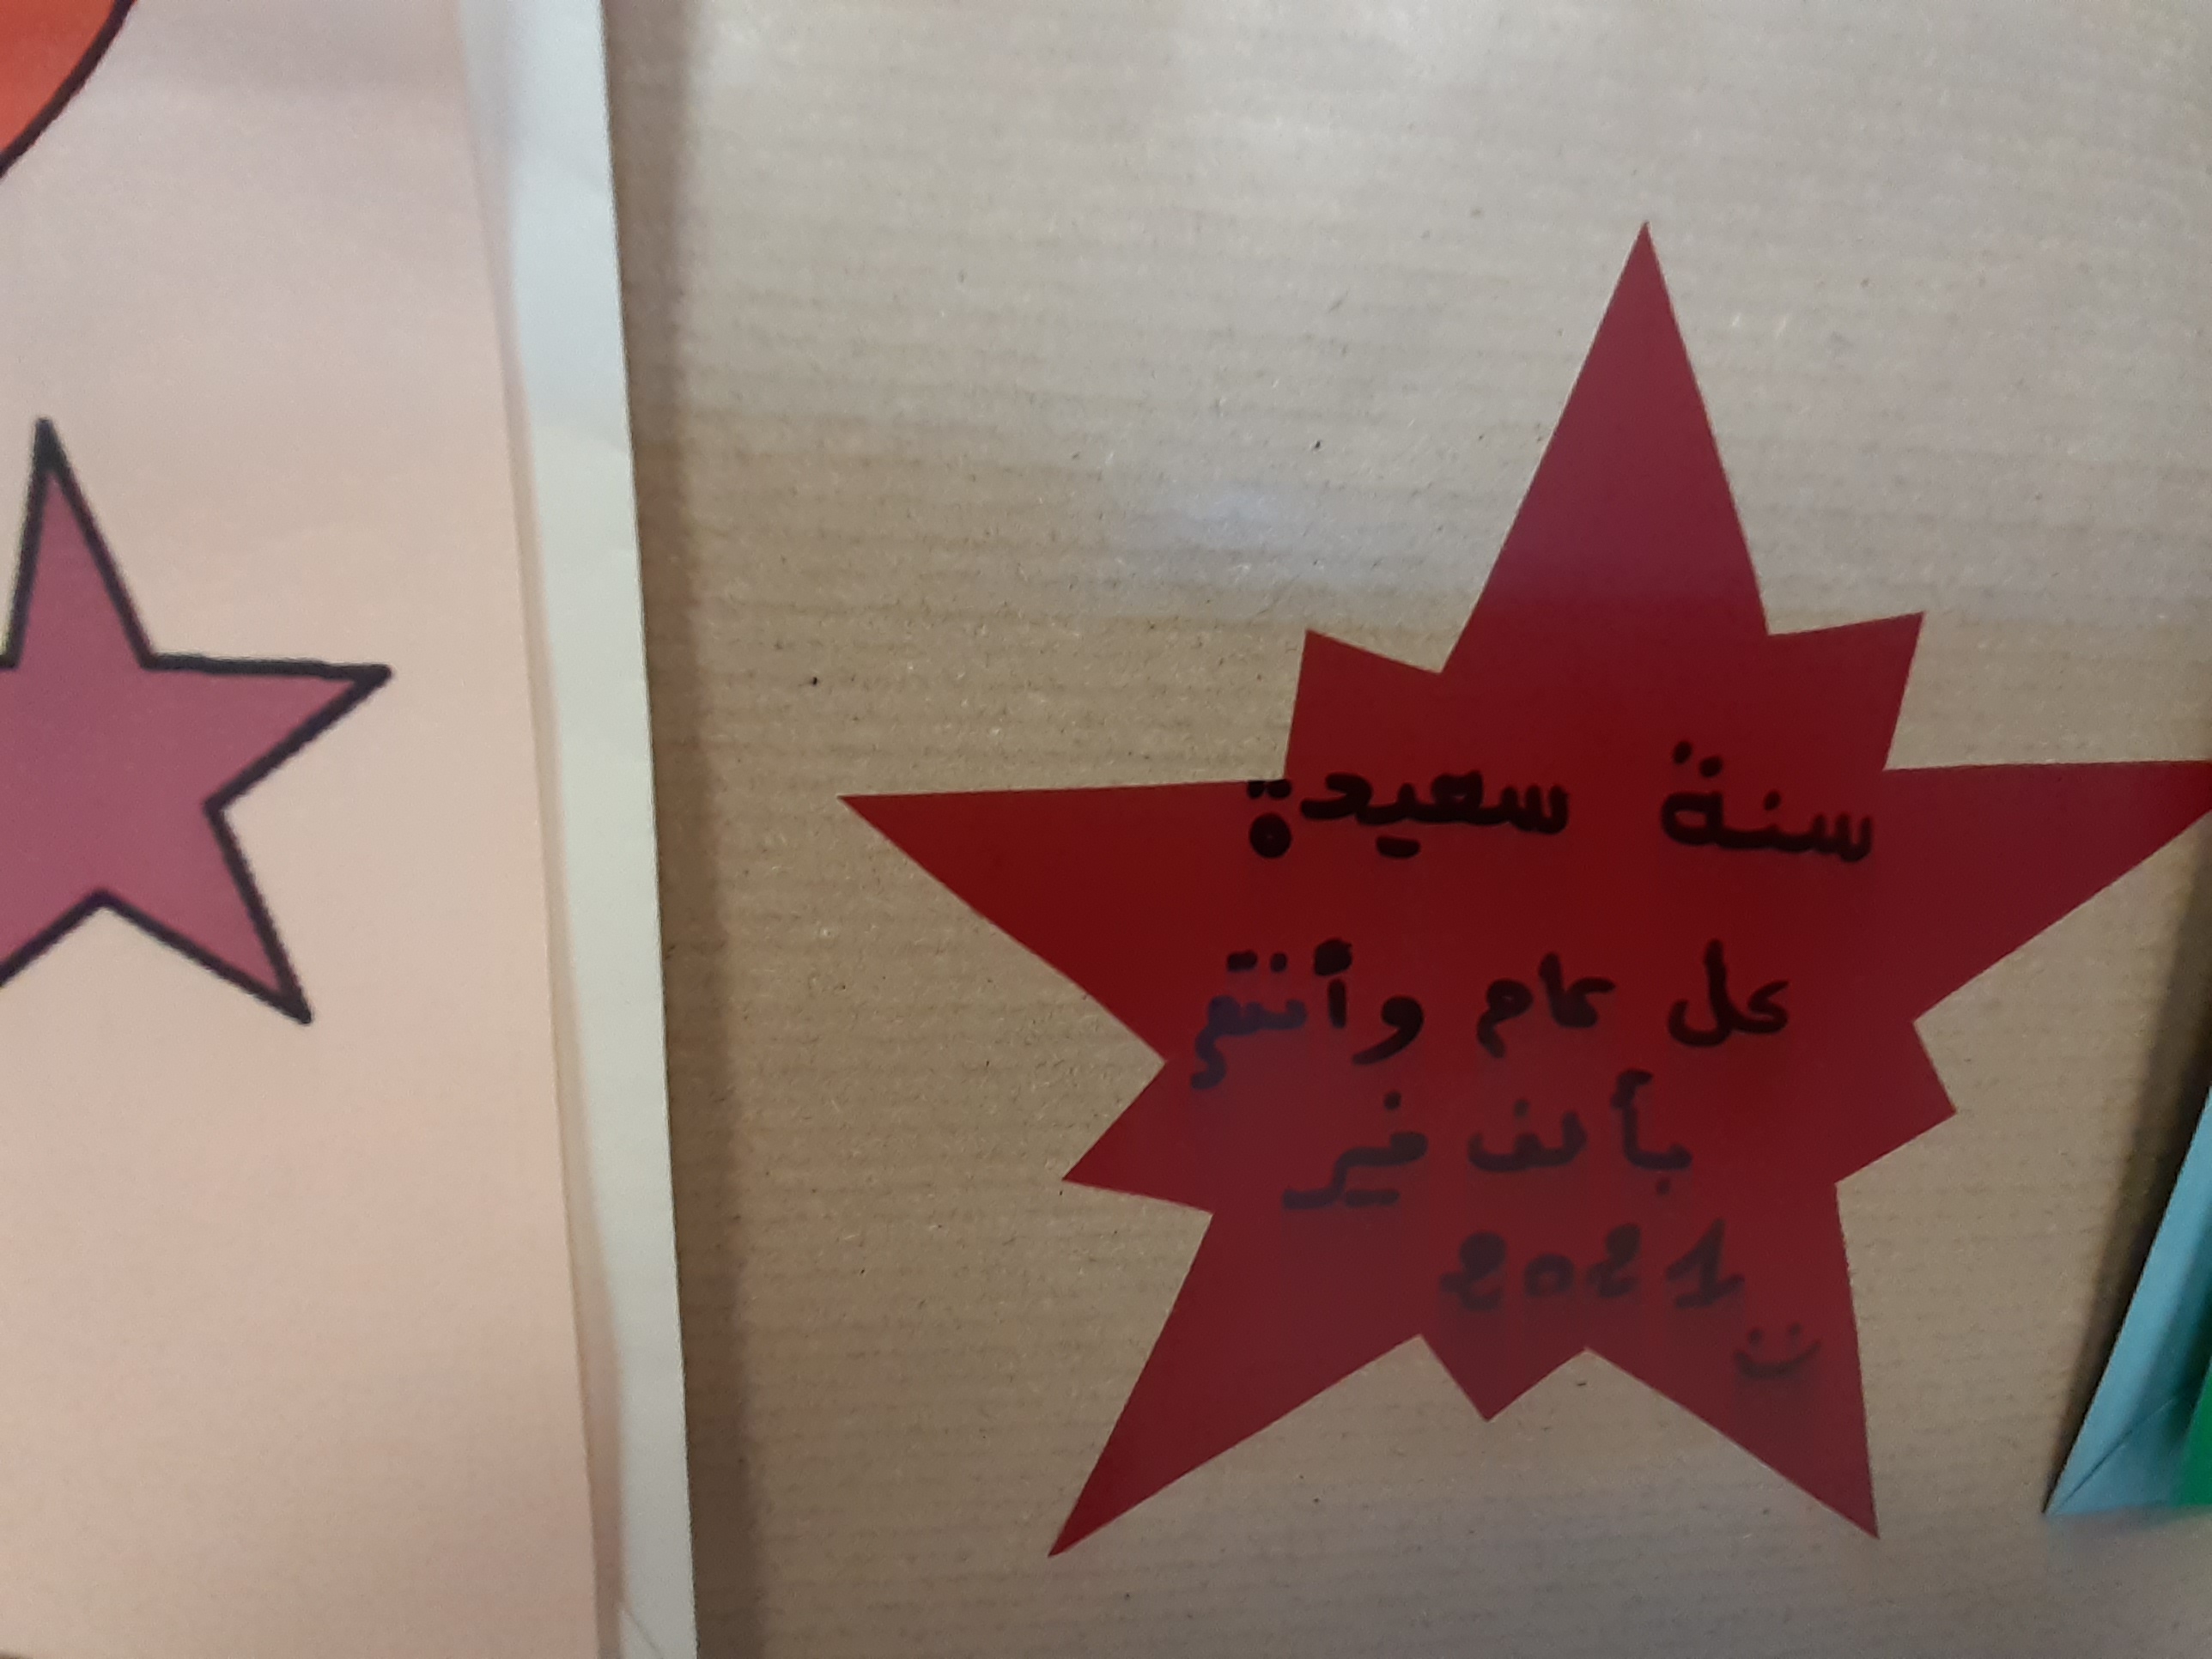 سنة سعيدة
كل عام وأنتم
بألف خير
2021